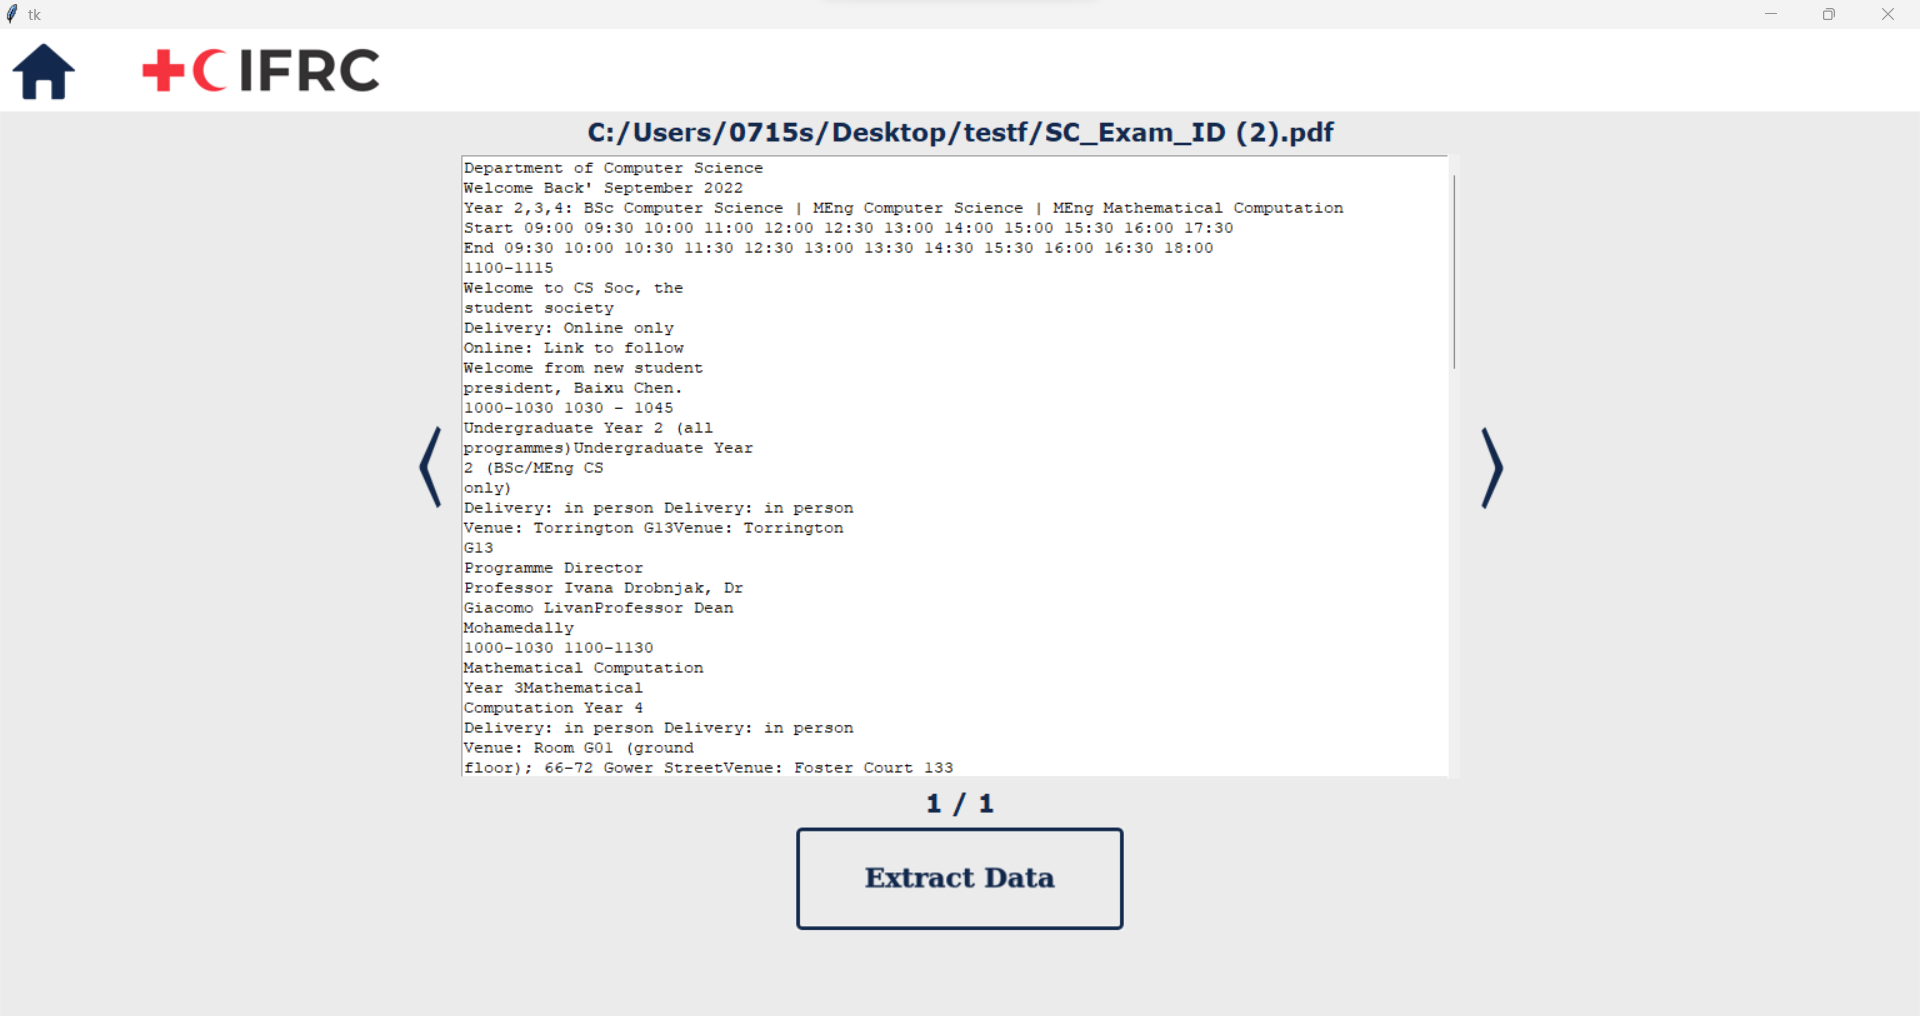 tk
IFRC
C:/Users/0715s/Desktop/testf/SC_Exam_ID (2).pdf
Department of Computer Science
Welcome Back' September 2022
Year 2,3,4: BSc Computer Science | MEng Computer Science | MEng Mathematical Computation
Start 09:00 09:30 10:00 11:00 12:00 12:30 13:00 14:00 15:00 15:30 16:00 17:30
End 09:30 10:00 10:30 11:30 12:30 13:00 13:30 14:30 15:30 16:00 16:30 18:00
1100-1115
Welcome to CS Soc, the
student society
Delivery: Online only
Online: Link to follow
Welcome from new student
president, Baixu Chen.
1000-1030 1030 - 1045
Undergraduate Year 2 (all
programmes)Undergraduate Year
2 (BSc/MEng CS
only)
Delivery: in person Delivery: in person
Venue: Torrington G13Venue: Torrington
G13
Programme Director
Professor Ivana Drobnjak, Dr
Giacomo LivanProfessor Dean
Mohamedally
1000-1030 1100-1130
Mathematical Computation
Year 3Mathematical
Computation Year 4
Delivery: in person Delivery: in person
Venue: Room G01 (ground
floor); 66-72 Gower StreetVenue: Foster Court 133
1 / 1
Extract Data